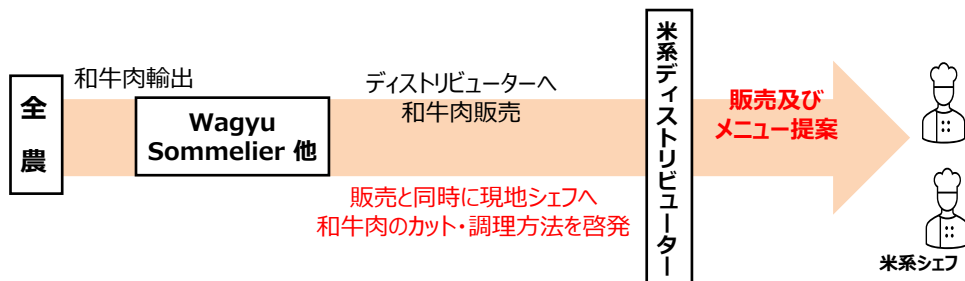 全農
和牛肉輸出
Wagyu
Sommelier 他
ディストリビューターへ
和牛肉販売
販売と同時に現地シェフへ
和牛肉のカット・調理方法を啓発
米系ディストリビューター
販売及び
メニュー提案
米系シェフ